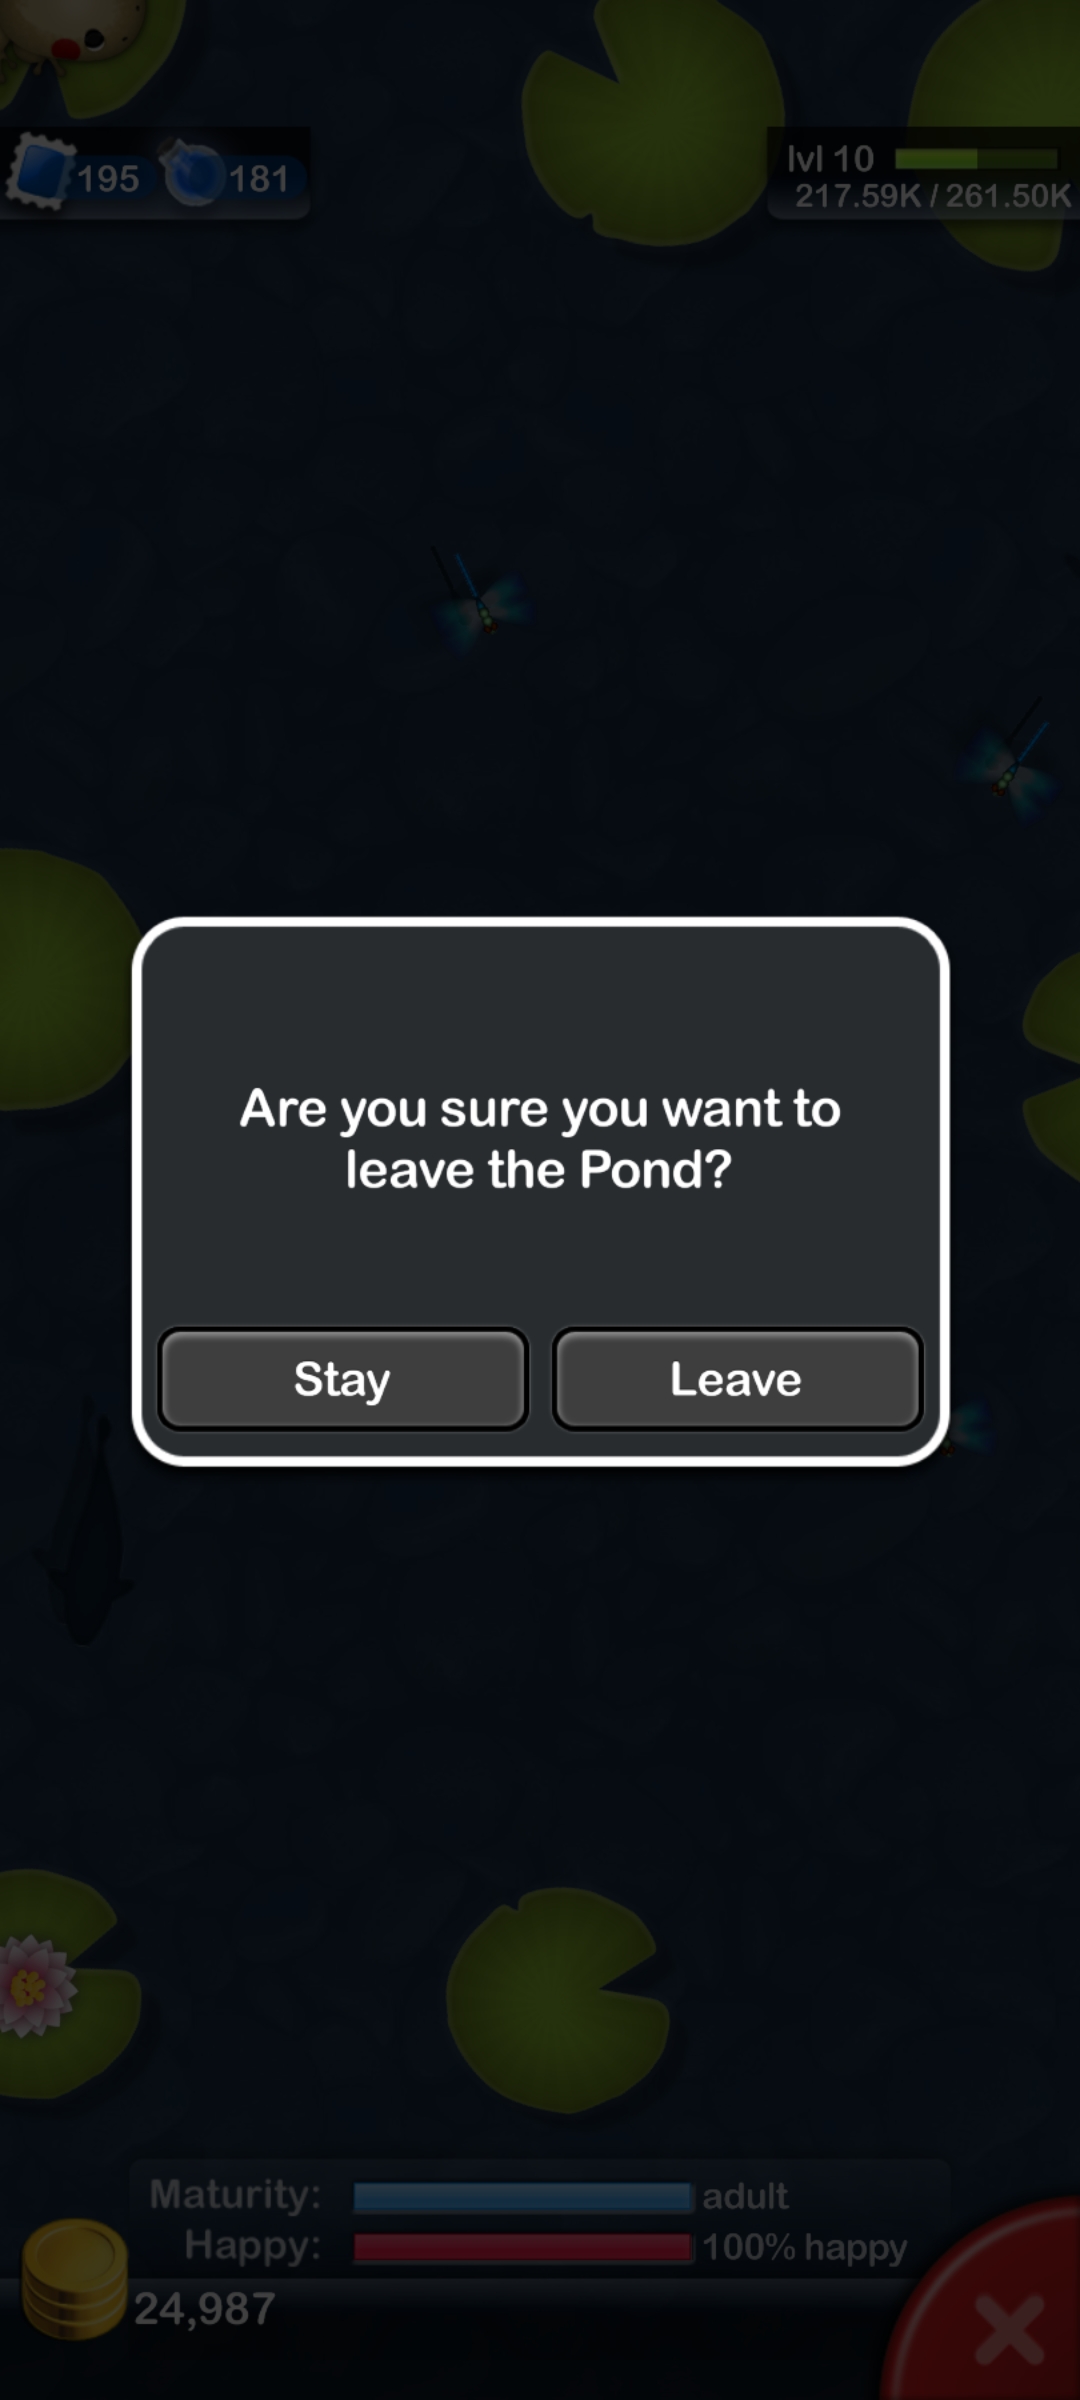 195 181
lvl 10
217.59K / 261.50K
Are you sure you want to
leave the Pond?
Stay Leave
Maturity: adult
Happy: 100% happy
24,987